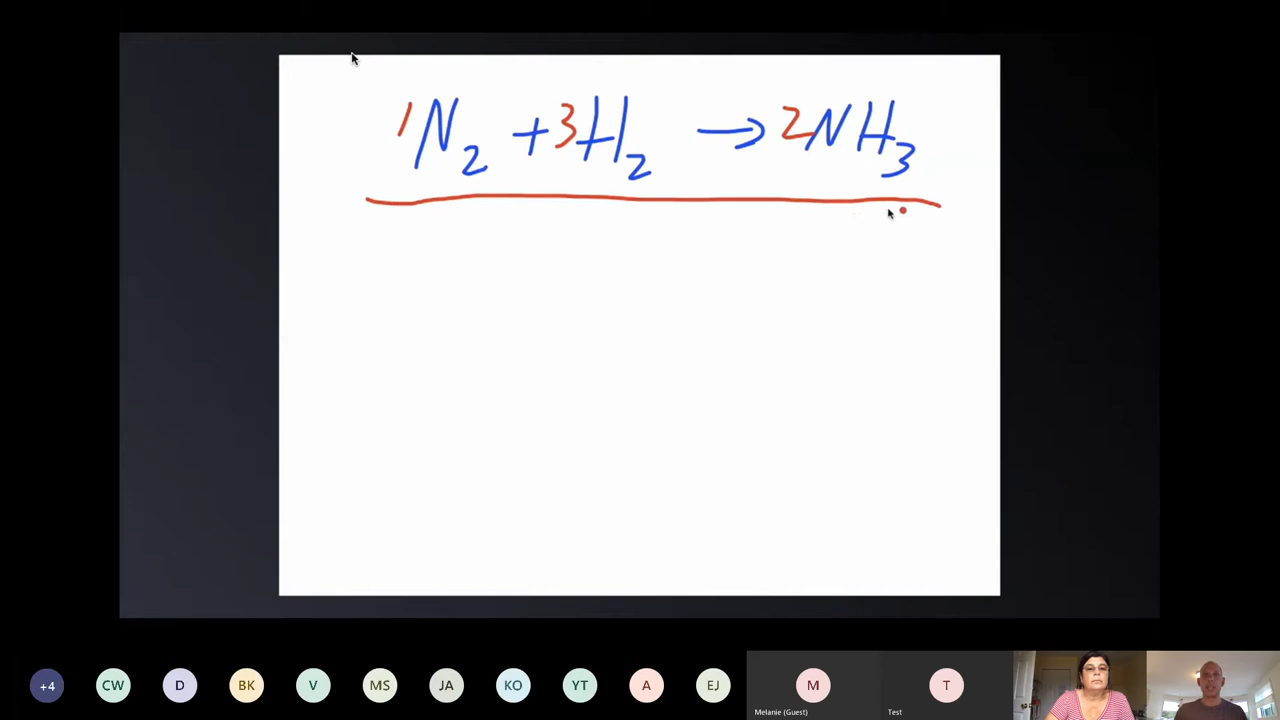 1N₂ + 3H₂ → 2NH₃
+4 CW D BK V MS JA KO YT A EJ M T
Melanie (Guest) Test